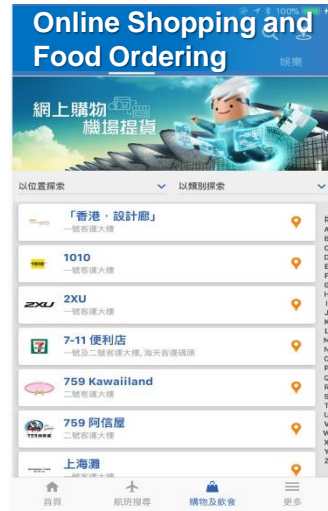 Online Shopping and
Food Ordering
100%
娛樂
網上購物
機場提貨
以位置探索
以類別探索
「香港·設計廊」
一號客運大樓
1010
一號客運大樓
2XU
2XU
一號客運大樓
7-11 便利店
一號及二號客運大樓, 海天客運碼頭
759 Kawaiiland
二號客運大樓
759 阿信屋
二號客運大樓
上海灘
A
B
C
D
E
F
G
H
I
J
K
L
M
N
O
P
Q
R
S
T
U
V
W
X
Y
Z
首頁
航班搜尋
購物及飲食
更多